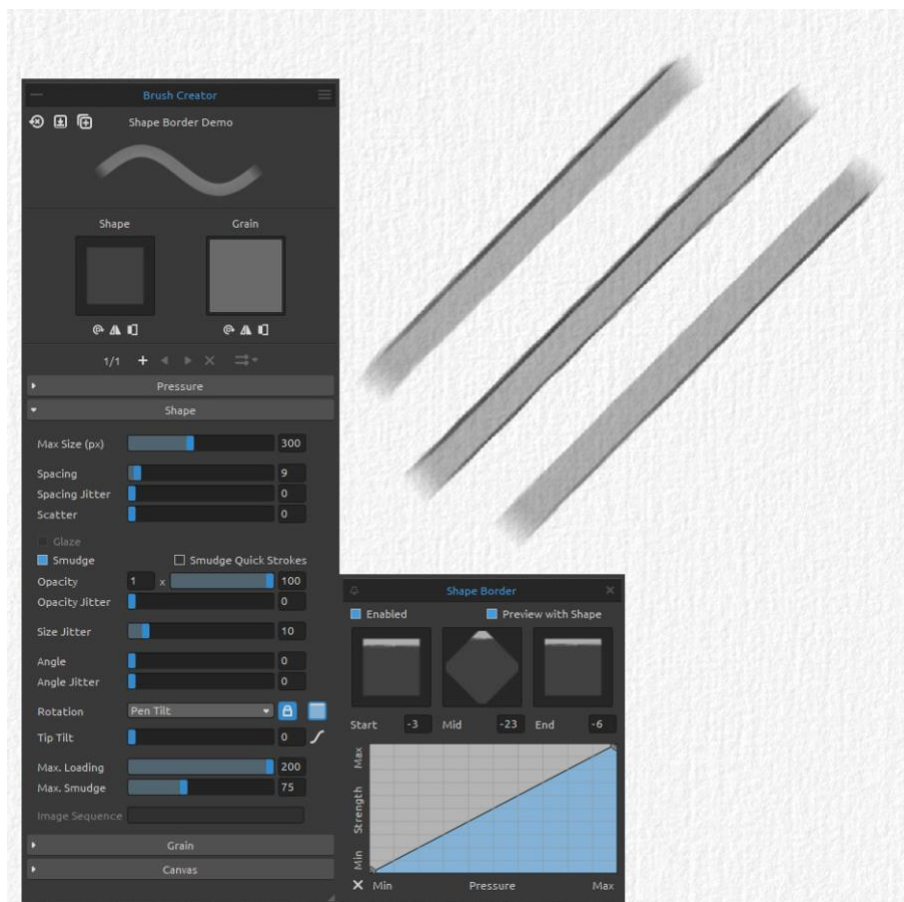 Brush Creator
Shape Border Demo
Shape Grain
1/1
Pressure
Shape
Max Size (px) 300
Spacing 9
Spacing Jitter 0
Scatter 0
Glaze
Smudge Smudge Quick Strokes
Opacity 1 x 100
Opacity Jitter 0
Size Jitter 10
Angle 0
Angle Jitter 0
Rotation Pen Tilt
Tip Tilt 0
Max. Loading 200
Max. Smudge 75
Image Sequence
Grain
Canvas
Shape Border
Enabled Preview with Shape
Start -3 Mid -23 End -6
Max
Strength
Min
Min Pressure Max